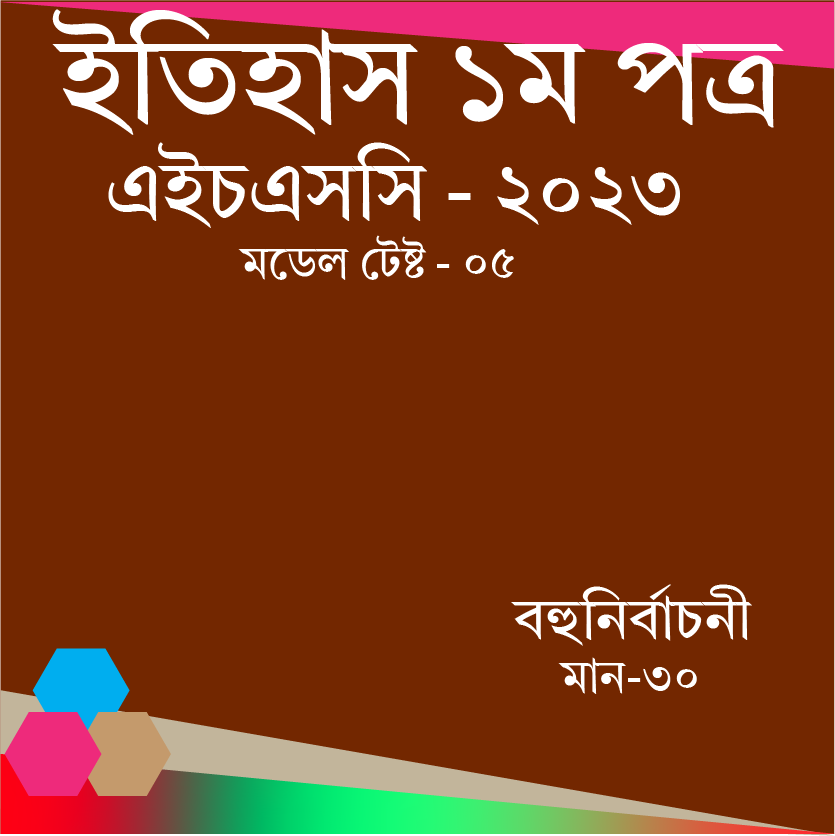 ইতিহাস ১ম পত্র
এইচএসসি - ২০২৩
মডেল টেষ্ট - ০৫
বহুনির্বাচনী
মান-৩০